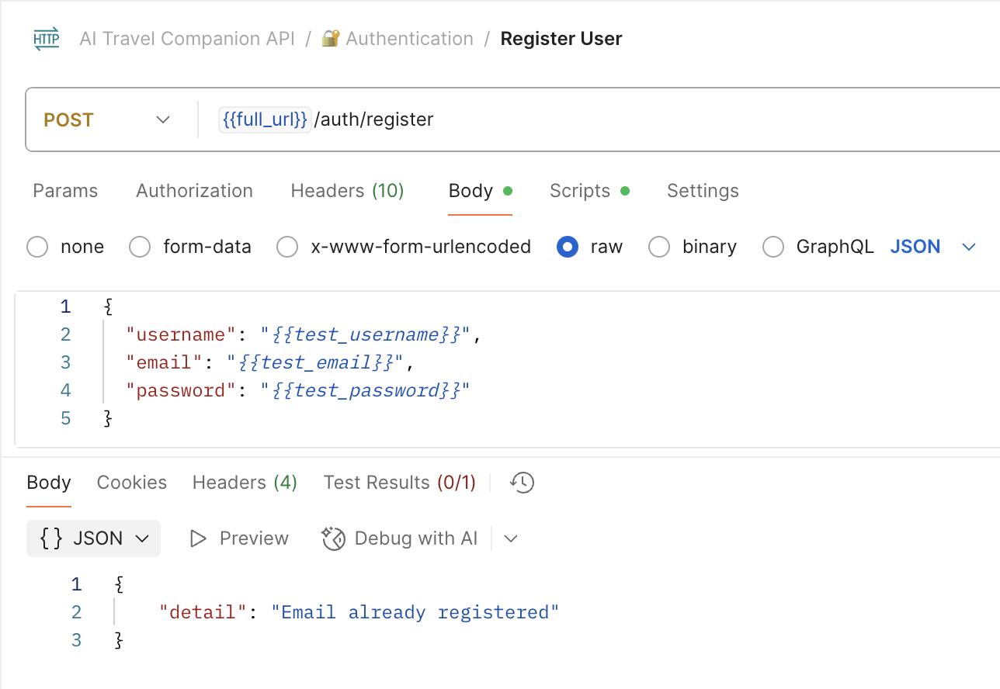 HTTP AI Travel Companion API / 🔐 Authentication / Register User
POST {{full_url}}/auth/register
Params Authorization Headers (10) Body Scripts Settings
none form-data x-www-form-urlencoded raw binary GraphQL JSON
1 {
2 "username": "{{test_username}}",
3 "email": "{{test_email}}",
4 "password": "{{test_password}}"
5 }
Body Cookies Headers (4) Test Results (0/1)
{} JSON Preview Debug with AI
1 {
2 "detail": "Email already registered"
3 }